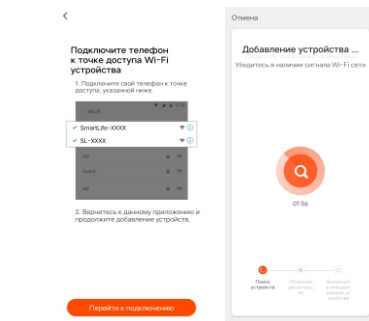 Подключите телефон
к точке доступа Wi-Fi
устройства
1. Подключите свой телефон к точке
доступа, указанной ниже.
Wi-Fi
SmartLife-XXXX
SL-XXXX
2. Вернитесь к данному приложению и
продолжите добавление устройств.
Перейти к подключению
Отмена
Добавление устройства ...
Убедитесь в наличии сигнала Wi-Fi сети
01:56
Поиск
устройств